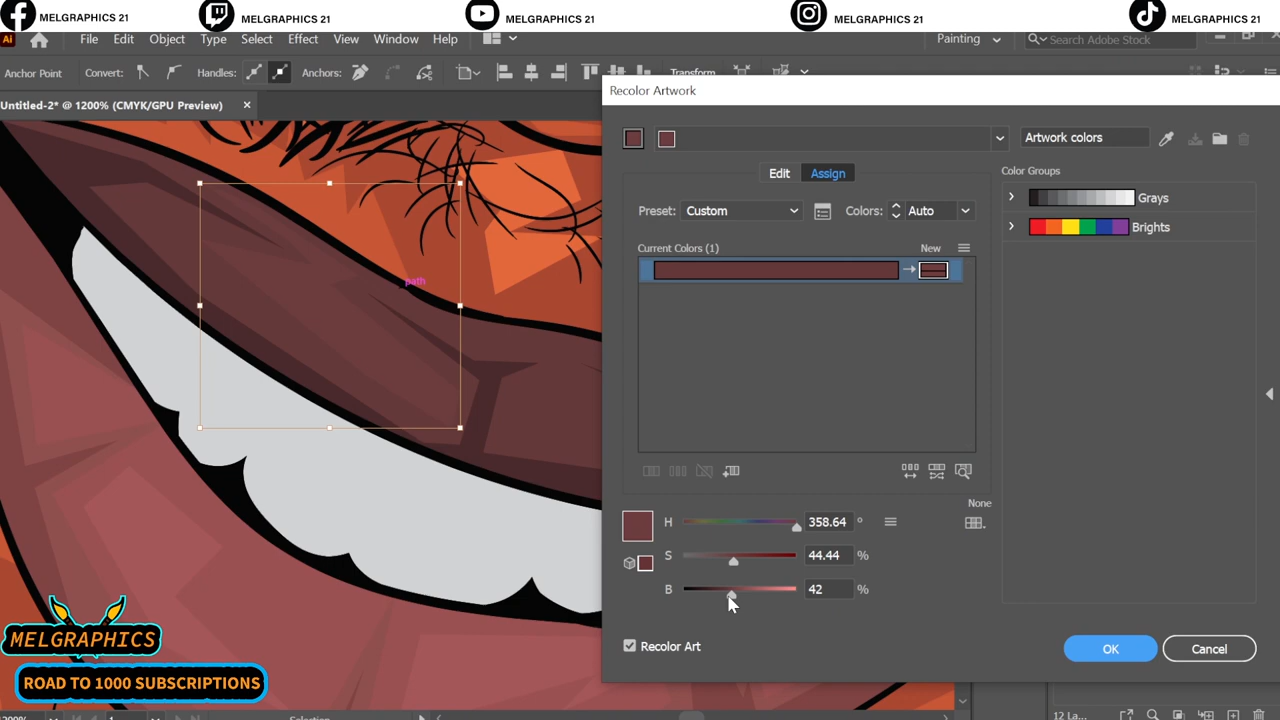 MELGRAPHICS 21
MELGRAPHICS 21
MELGRAPHICS 21
MELGRAPHICS 21
MELGRAPHICS 21
Ai
File Edit Object Type Select Effect View Window Help
Painting
Search Adobe Stock
Anchor Point
Convert:
Handles:
Anchors:
Transform
Untitled-2* @ 1200% (CMYK/GPU Preview) ×
Recolor Artwork
Artwork colors
Edit Assign
Color Groups
Preset: Custom
Colors: Auto
Grays
Brights
Current Colors (1)
New
path
None
H 358.64 °
S 44.44 %
B 42 %
Recolor Art
OK Cancel
MELGRAPHICS
ROAD TO 1000 SUBSCRIPTIONS
1
Selection
12 La...